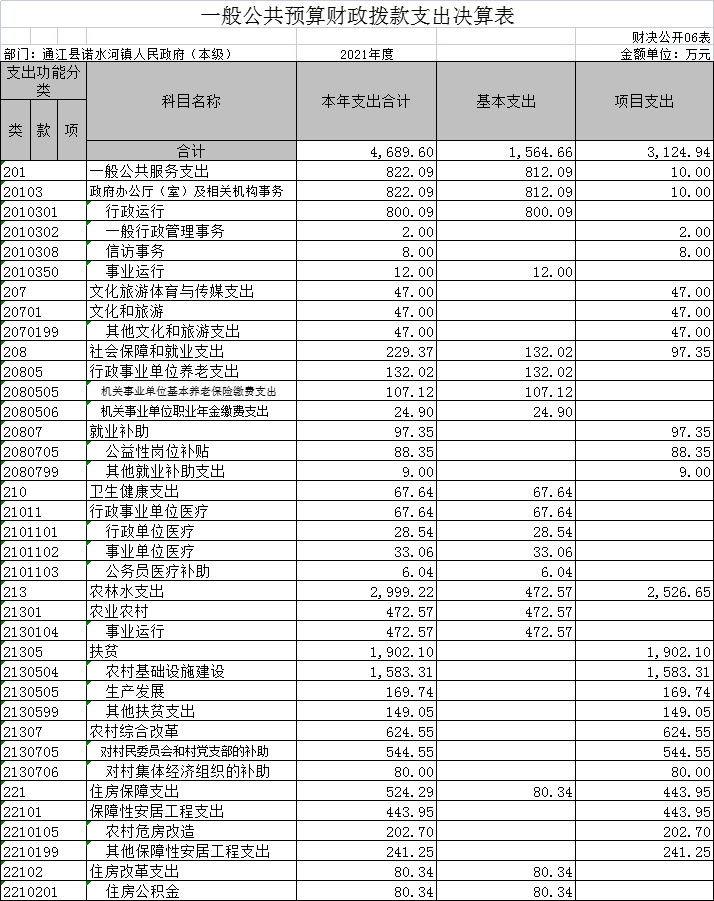 一般公共预算财政拨款支出决算表
财决公开06表
部门：通江县诺水河镇人民政府（本级） 2021年度 金额单位：万元
支出功能分类 科目名称 本年支出合计 基本支出 项目支出
类 款 项
合计 4,689.60 1,564.66 3,124.94
201 一般公共服务支出 822.09 812.09 10.00
20103 政府办公厅（室）及相关机构事务 822.09 812.09 10.00
2010301 行政运行 800.09 800.09
2010302 一般行政管理事务 2.00 2.00
2010308 信访事务 8.00 8.00
2010350 事业运行 12.00 12.00
207 文化旅游体育与传媒支出 47.00 47.00
20701 文化和旅游 47.00 47.00
2070199 其他文化和旅游支出 47.00 47.00
208 社会保障和就业支出 229.37 132.02 97.35
20805 行政事业单位养老支出 132.02 132.02
2080505 机关事业单位基本养老保险缴费支出 107.12 107.12
2080506 机关事业单位职业年金缴费支出 24.90 24.90
20807 就业补助 97.35 97.35
2080705 公益性岗位补贴 88.35 88.35
2080799 其他就业补助支出 9.00 9.00
210 卫生健康支出 67.64 67.64
21011 行政事业单位医疗 67.64 67.64
2101101 行政单位医疗 28.54 28.54
2101102 事业单位医疗 33.06 33.06
2101103 公务员医疗补助 6.04 6.04
213 农林水支出 2,999.22 472.57 2,526.65
21301 农业农村 472.57 472.57
2130104 事业运行 472.57 472.57
21305 扶贫 1,902.10 1,902.10
2130504 农村基础设施建设 1,583.31 1,583.31
2130505 生产发展 169.74 169.74
2130599 其他扶贫支出 149.05 149.05
21307 农村综合改革 624.55 624.55
2130705 对村民委员会和村党支部的补助 544.55 544.55
2130706 对村集体经济组织的补助 80.00 80.00
221 住房保障支出 524.29 80.34 443.95
22101 保障性安居工程支出 443.95 443.95
2210105 农村危房改造 202.70 202.70
2210199 其他保障性安居工程支出 241.25 241.25
22102 住房改革支出 80.34 80.34
2210201 住房公积金 80.34 80.34